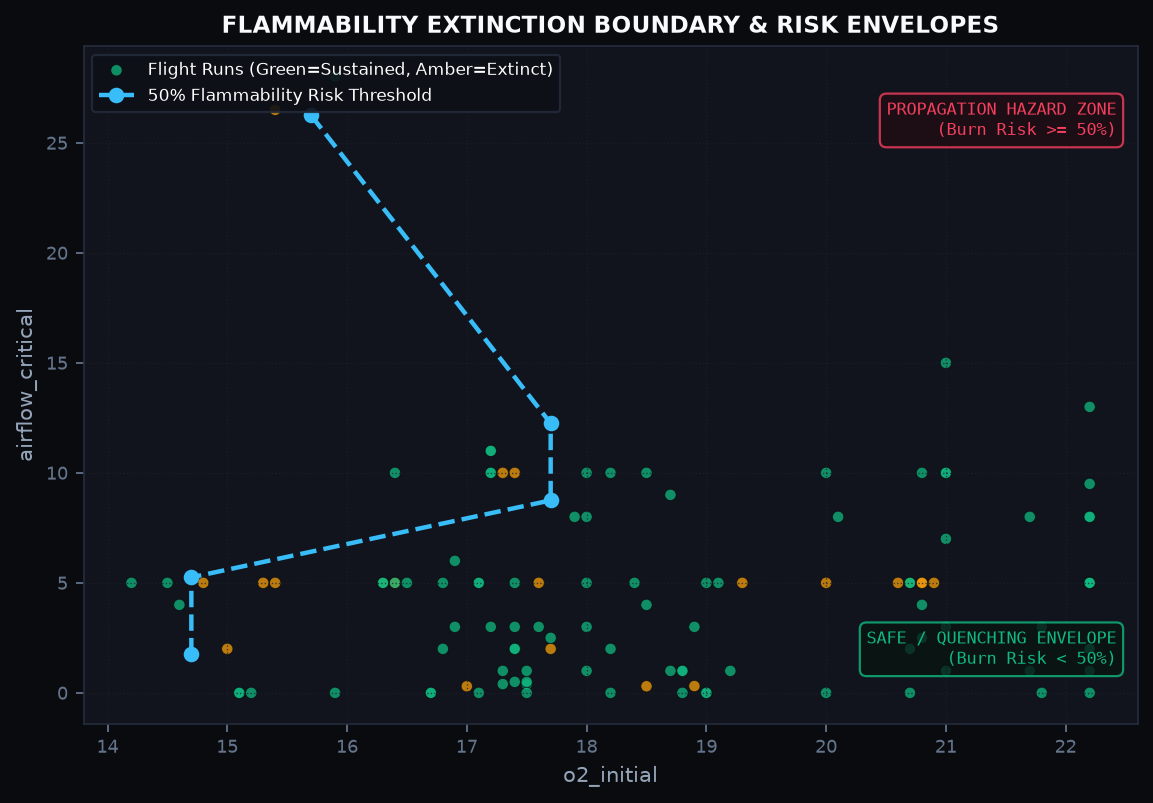 FLAMMABILITY EXTINCTION BOUNDARY & RISK ENVELOPES
Flight Runs (Green=Sustained, Amber=Extinct)
50% Flammability Risk Threshold
PROPAGATION HAZARD ZONE
(Burn Risk >= 50%)
25
20
15
10
5
0
airflow_critical
SAFE / QUENCHING ENVELOPE
(Burn Risk < 50%)
14 15 16 17 18 19 20 21 22
o2_initial